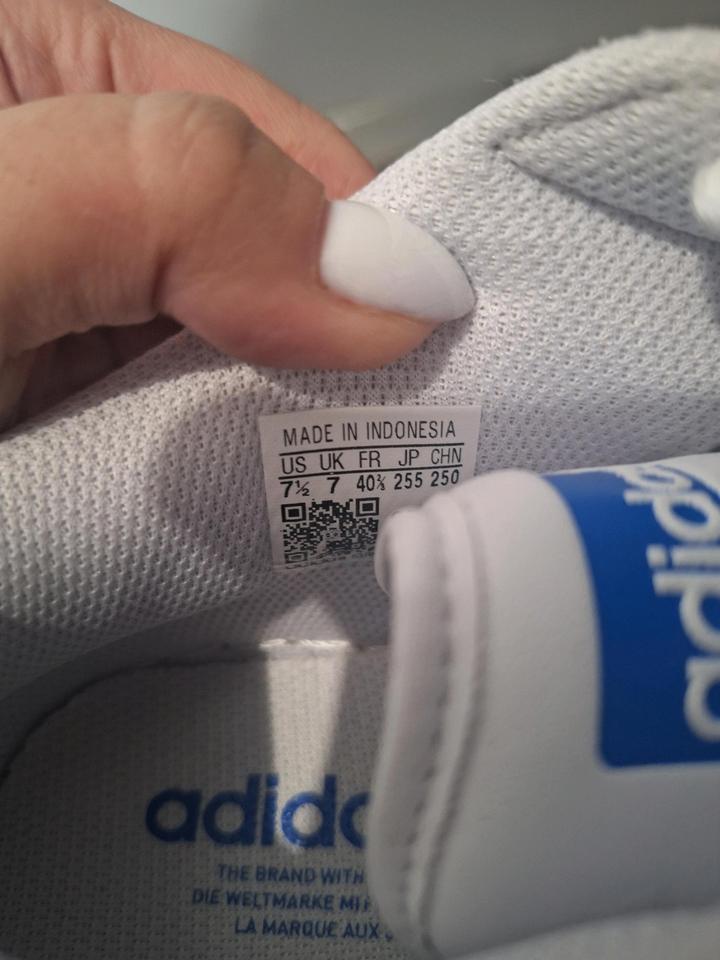 MADE IN INDONESIA
US UK FR JP CHN
7½ 7 40⅔ 255 250
adidas
adidas
THE BRAND WITH
DIE WELTMARKE MI
LA MARQUE AUX